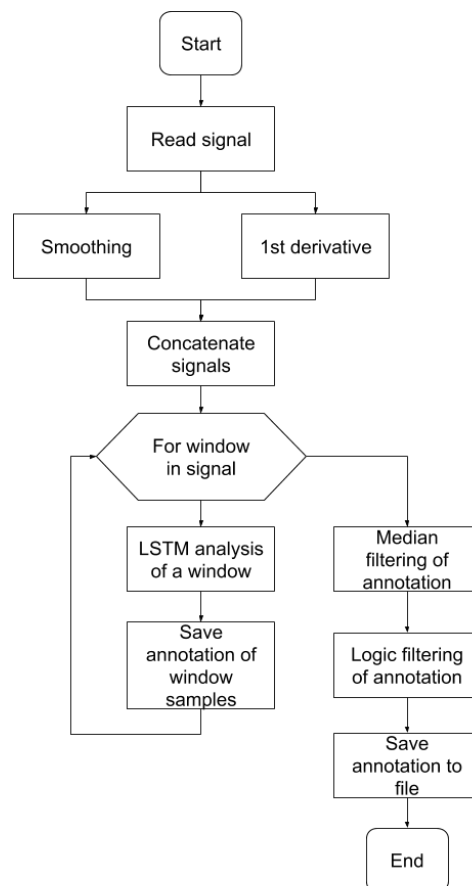 Start
Read signal
Smoothing
1st derivative
Concatenate
signals
For window
in signal
LSTM analysis
of a window
Save
annotation of
window
samples
Median
filtering of
annotation
Logic filtering
of annotation
Save
annotation to
file
End